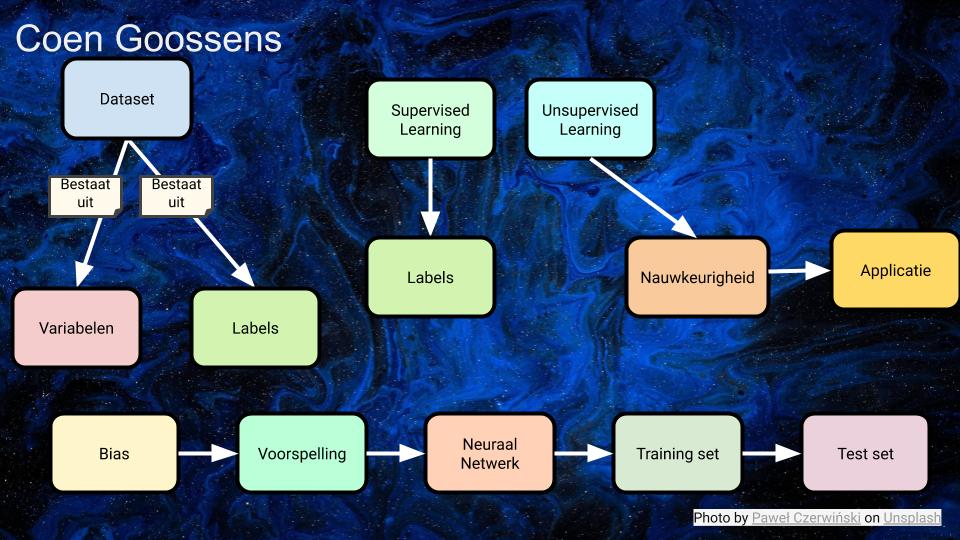 Coen Goossens
Dataset
Bestaat
uit
Bestaat
uit
Variabelen
Labels
Supervised
Learning
Labels
Unsupervised
Learning
Nauwkeurigheid
Applicatie
Bias
Voorspelling
Neuraal
Netwerk
Training set
Test set
Photo by Paweł Czerwiński on Unsplash